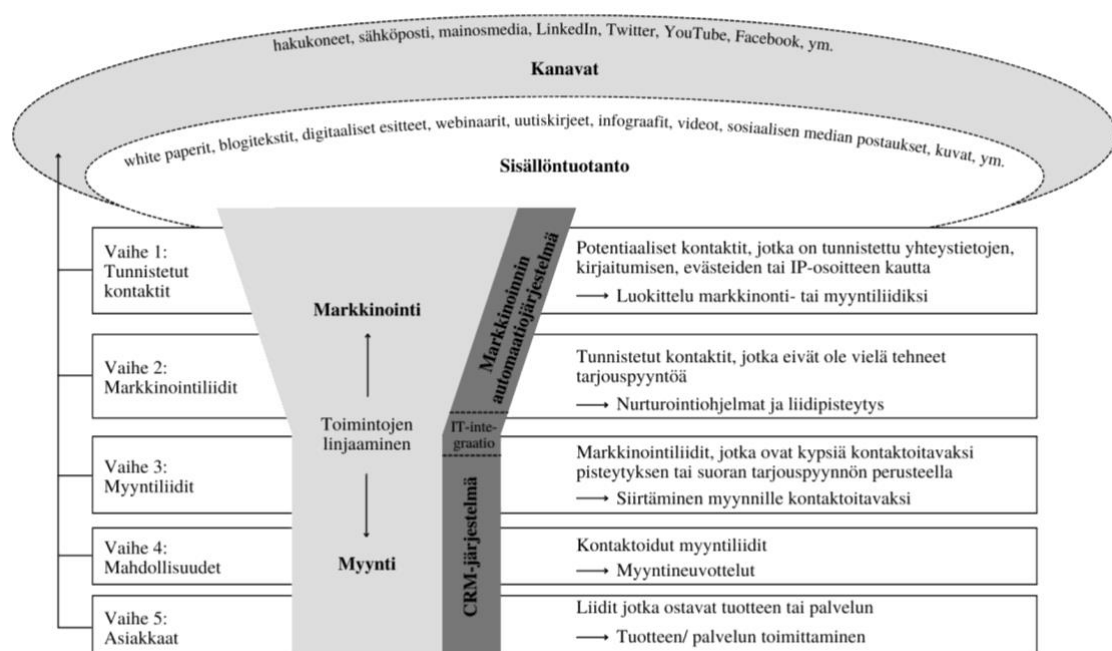 hakukoneet, sähköposti, mainosmedia, LinkedIn, Twitter, YouTube, Facebook, ym.
Kanavat
white paperit, blogitekstit, digitaaliset esitteet, webinaarit, uutiskirjeet, infograafit, videot, sosiaalisen median postaukset, kuvat, ym.
Sisällöntuotanto
Vaihe 1:
Tunnistetut
kontaktit
Markkinointi
Markkinoinnin
automaatiojärjestelmä
Potentiaaliset kontaktit, jotka on tunnistettu yhteystietojen,
kirjaitumisen, evästeiden tai IP-osoitteen kautta
→ Luokittelu markkinonti- tai myyntiliidiksi
Vaihe 2:
Markkinointiliidit
Tunnistetut kontaktit, jotka eivät ole vielä tehneet
tarjouspyyntöä
→ Nurturointiohjelmat ja liidipisteytys
Toimintojen
linjaaminen
IT-inte-
graatio
Vaihe 3:
Myyntiliidit
Markkinointiliidit, jotka ovat kypsiä kontaktoitavaksi
pisteytyksen tai suoran tarjouspyynnön perusteella
→ Siirtäminen myynnille kontaktoitavaksi
CRM-järjestelmä
Vaihe 4:
Mahdollisuudet
Myynti
Kontaktoidut myyntiliidit
→ Myyntineuvottelut
Vaihe 5:
Asiakkaat
Liidit jotka ostavat tuotteen tai palvelun
→ Tuotteen/ palvelun toimittaminen